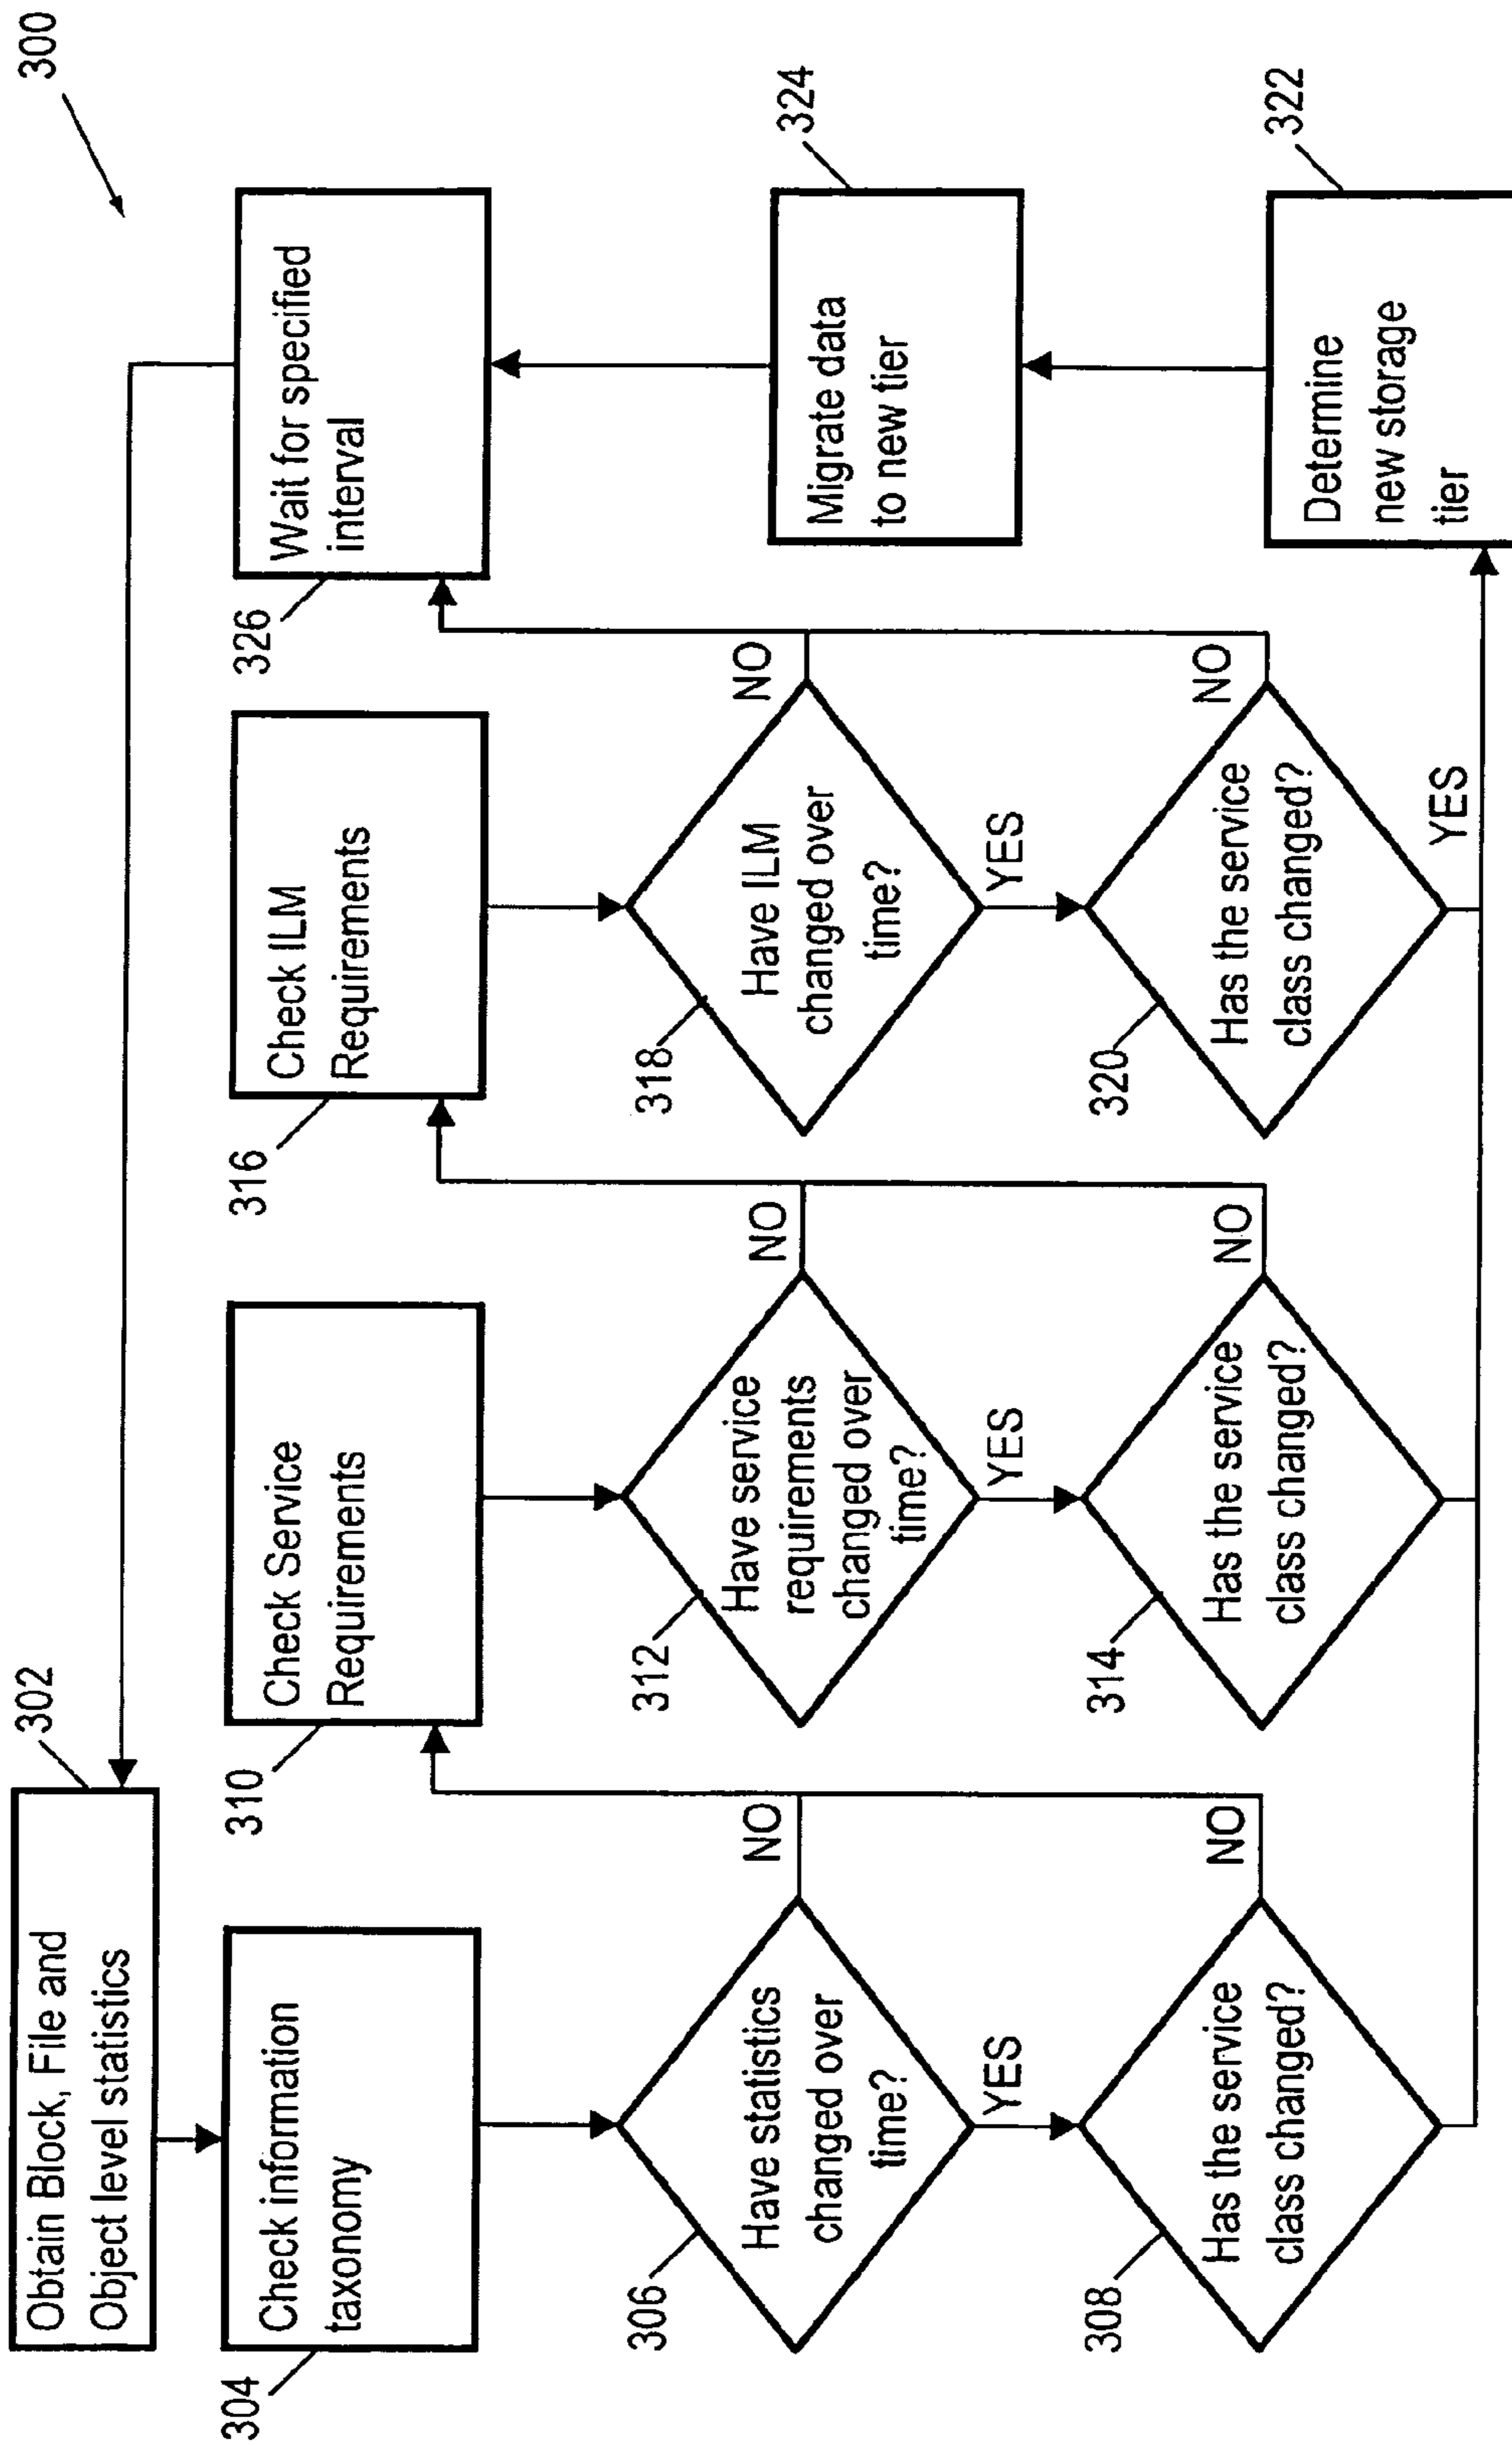 300
302
Obtain Block, File and
Object level statistics
304
Check information
taxonomy
306
Have statistics
changed over
time?
NO
YES
308
Has the service
class changed?
NO
310
Check Service
Requirements
312
Have service
requirements
changed over
time?
NO
YES
314
Has the service
class changed?
NO
316
Check ILM
Requirements
318
Have ILM
changed over
time?
NO
YES
320
Has the service
class changed?
NO
YES
326
Wait for specified
interval
324
Migrate data
to new tier
322
Determine
new storage
tier